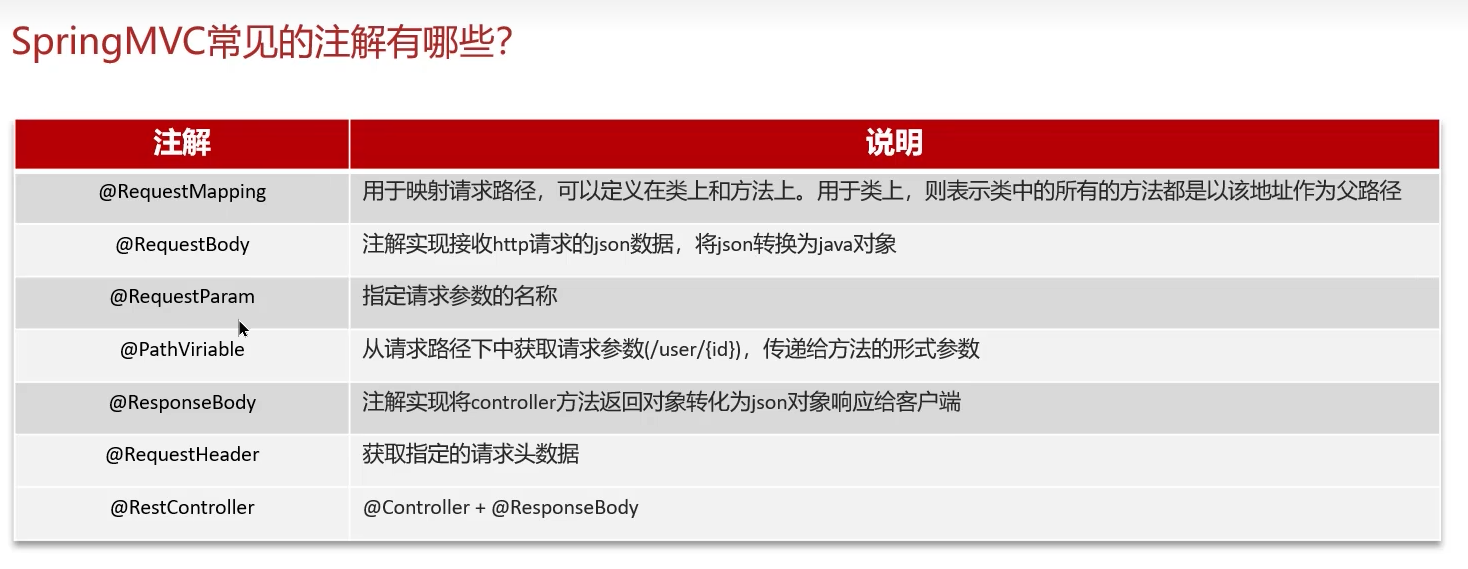 SpringMVC常见的注解有哪些?
注解 说明
@RequestMapping 用于映射请求路径，可以定义在类上和方法上。用于类上，则表示类中的所有的方法都是以该地址作为父路径
@RequestBody 注解实现接收http请求的json数据，将json转换为java对象
@RequestParam 指定请求参数的名称
@PathViriable 从请求路径下中获取请求参数(/user/{id})，传递给方法的形式参数
@ResponseBody 注解实现将controller方法返回对象转化为json对象响应给客户端
@RequestHeader 获取指定的请求头数据
@RestController @Controller + @ResponseBody